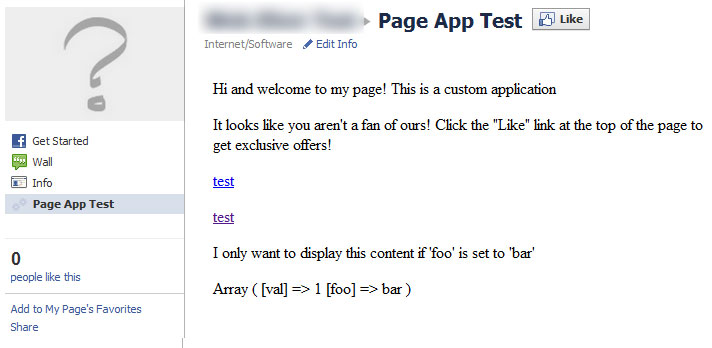 Page App Test Like
Internet/Software Edit Info
Get Started
Wall
Info
Page App Test
0
people like this
Add to My Page's Favorites
Share
Hi and welcome to my page! This is a custom application
It looks like you aren't a fan of ours! Click the "Like" link at the top of the page to
get exclusive offers!
test
test
I only want to display this content if 'foo' is set to 'bar'
Array ( [val] => 1 [foo] => bar )